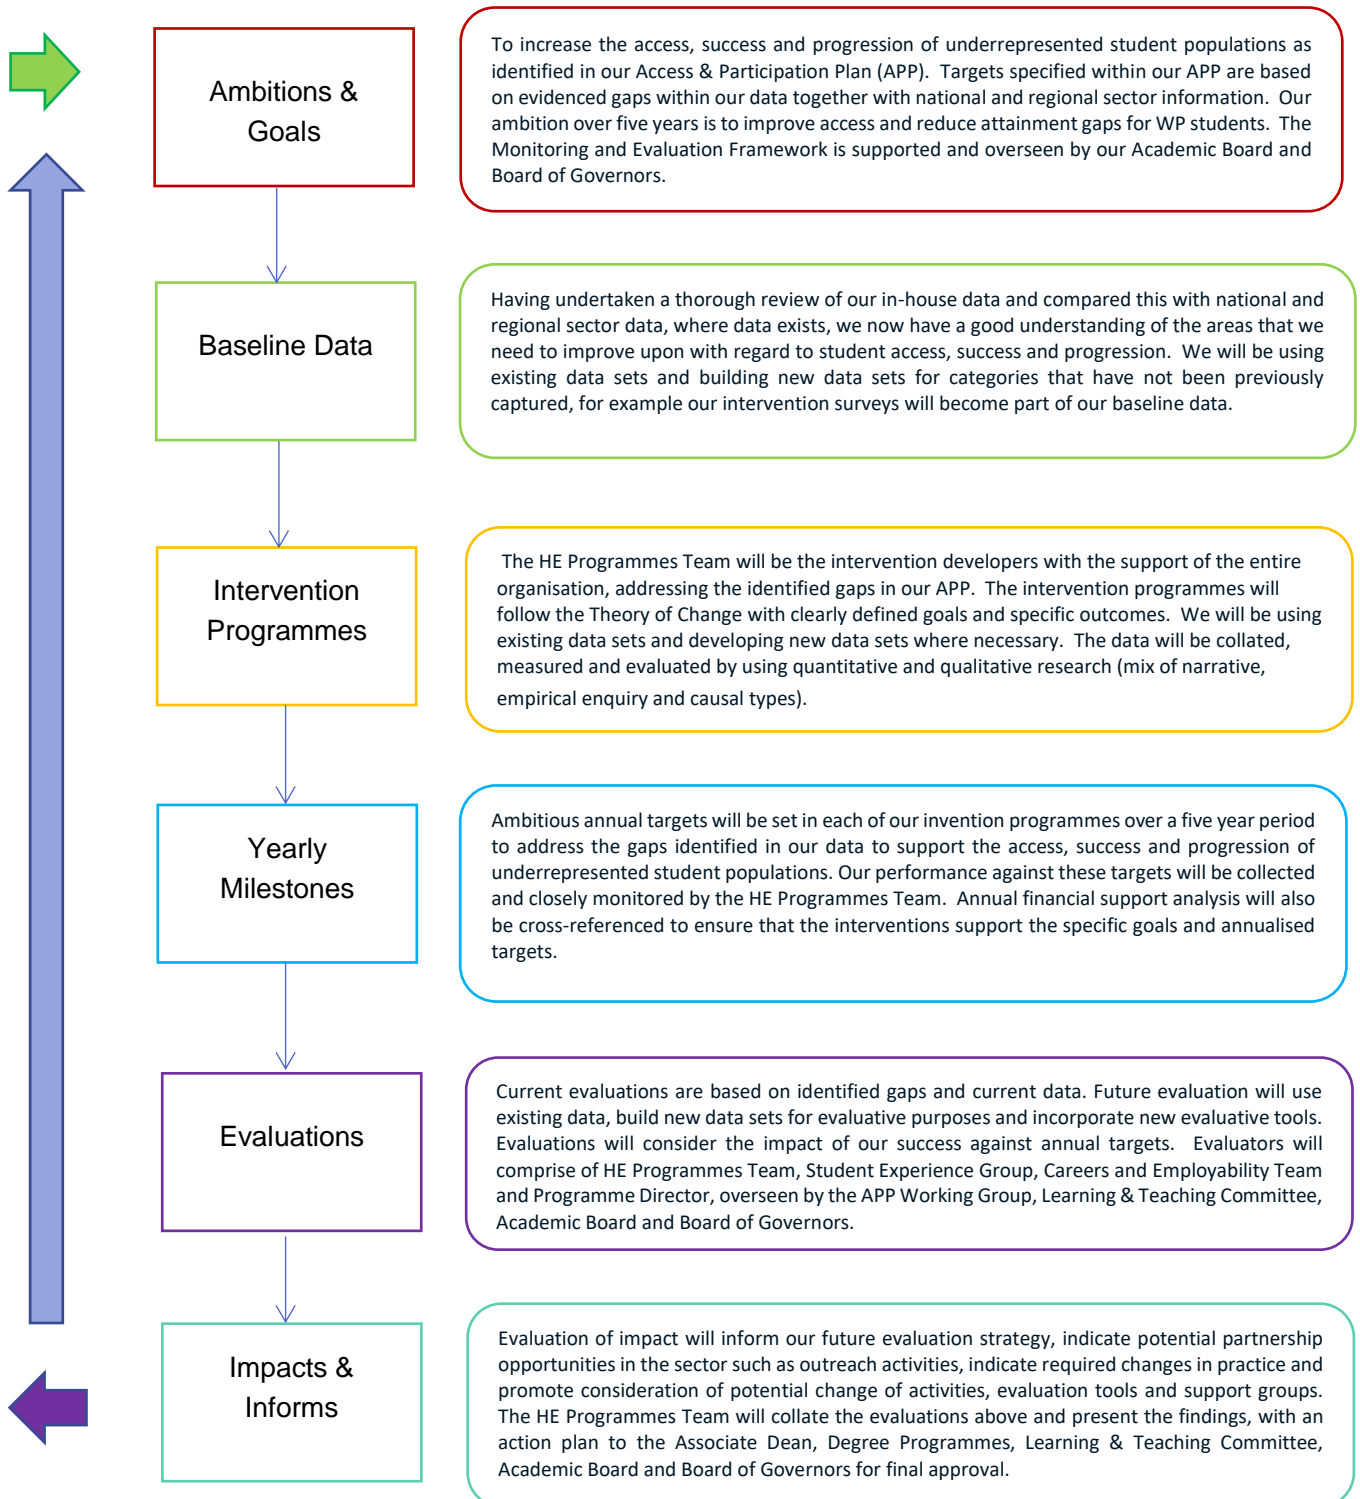 Ambitions &
Goals
To increase the access, success and progression of underrepresented student populations as
identified in our Access & Participation Plan (APP). Targets specified within our APP are based
on evidenced gaps within our data together with national and regional sector information. Our
ambition over five years is to improve access and reduce attainment gaps for WP students. The
Monitoring and Evaluation Framework is supported and overseen by our Academic Board and
Board of Governors.
Baseline Data
Having undertaken a thorough review of our in-house data and compared this with national and
regional sector data, where data exists, we now have a good understanding of the areas that we
need to improve upon with regard to student access, success and progression. We will be using
existing data sets and building new data sets for categories that have not been previously
captured, for example our intervention surveys will become part of our baseline data.
Intervention
Programmes
The HE Programmes Team will be the intervention developers with the support of the entire
organisation, addressing the identified gaps in our APP. The intervention programmes will
follow the Theory of Change with clearly defined goals and specific outcomes. We will be using
existing data sets and developing new data sets where necessary. The data will be collated,
measured and evaluated by using quantitative and qualitative research (mix of narrative,
empirical enquiry and causal types).
Yearly
Milestones
Ambitious annual targets will be set in each of our invention programmes over a five year period
to address the gaps identified in our data to support the access, success and progression of
underrepresented student populations. Our performance against these targets will be collected
and closely monitored by the HE Programmes Team. Annual financial support analysis will also
be cross-referenced to ensure that the interventions support the specific goals and annualised
targets.
Evaluations
Current evaluations are based on identified gaps and current data. Future evaluation will use
existing data, build new data sets for evaluative purposes and incorporate new evaluative tools.
Evaluations will consider the impact of our success against annual targets. Evaluators will
comprise of HE Programmes Team, Student Experience Group, Careers and Employability Team
and Programme Director, overseen by the APP Working Group, Learning & Teaching Committee,
Academic Board and Board of Governors.
Impacts &
Informs
Evaluation of impact will inform our future evaluation strategy, indicate potential partnership
opportunities in the sector such as outreach activities, indicate required changes in practice and
promote consideration of potential change of activities, evaluation tools and support groups.
The HE Programmes Team will collate the evaluations above and present the findings, with an
action plan to the Associate Dean, Degree Programmes, Learning & Teaching Committee,
Academic Board and Board of Governors for final approval.